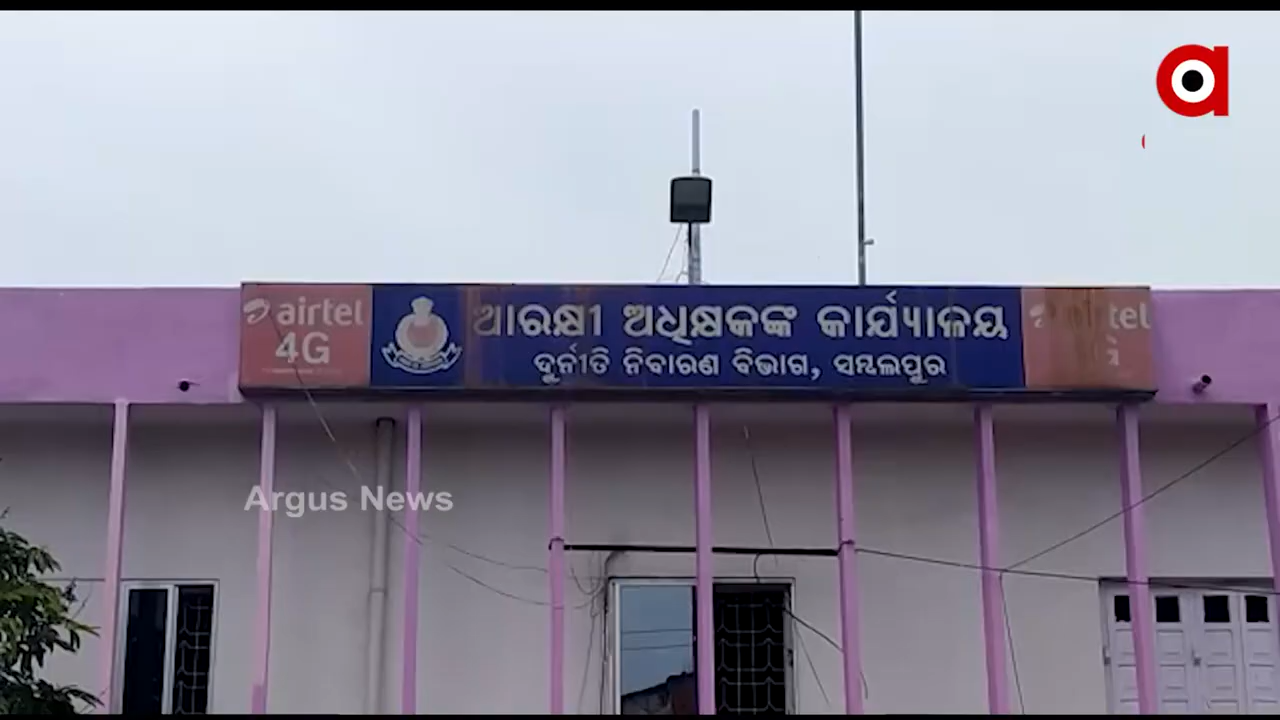 airtel
4G
ଆରକ୍ଷୀ ଅଧିକ୍ଷକଙ୍କ କାର୍ଯ୍ୟାଳୟ
ଦୁର୍ନୀତି ନିବାରଣ ବିଭାଗ, ସମ୍ବଲପୁର
Argus News